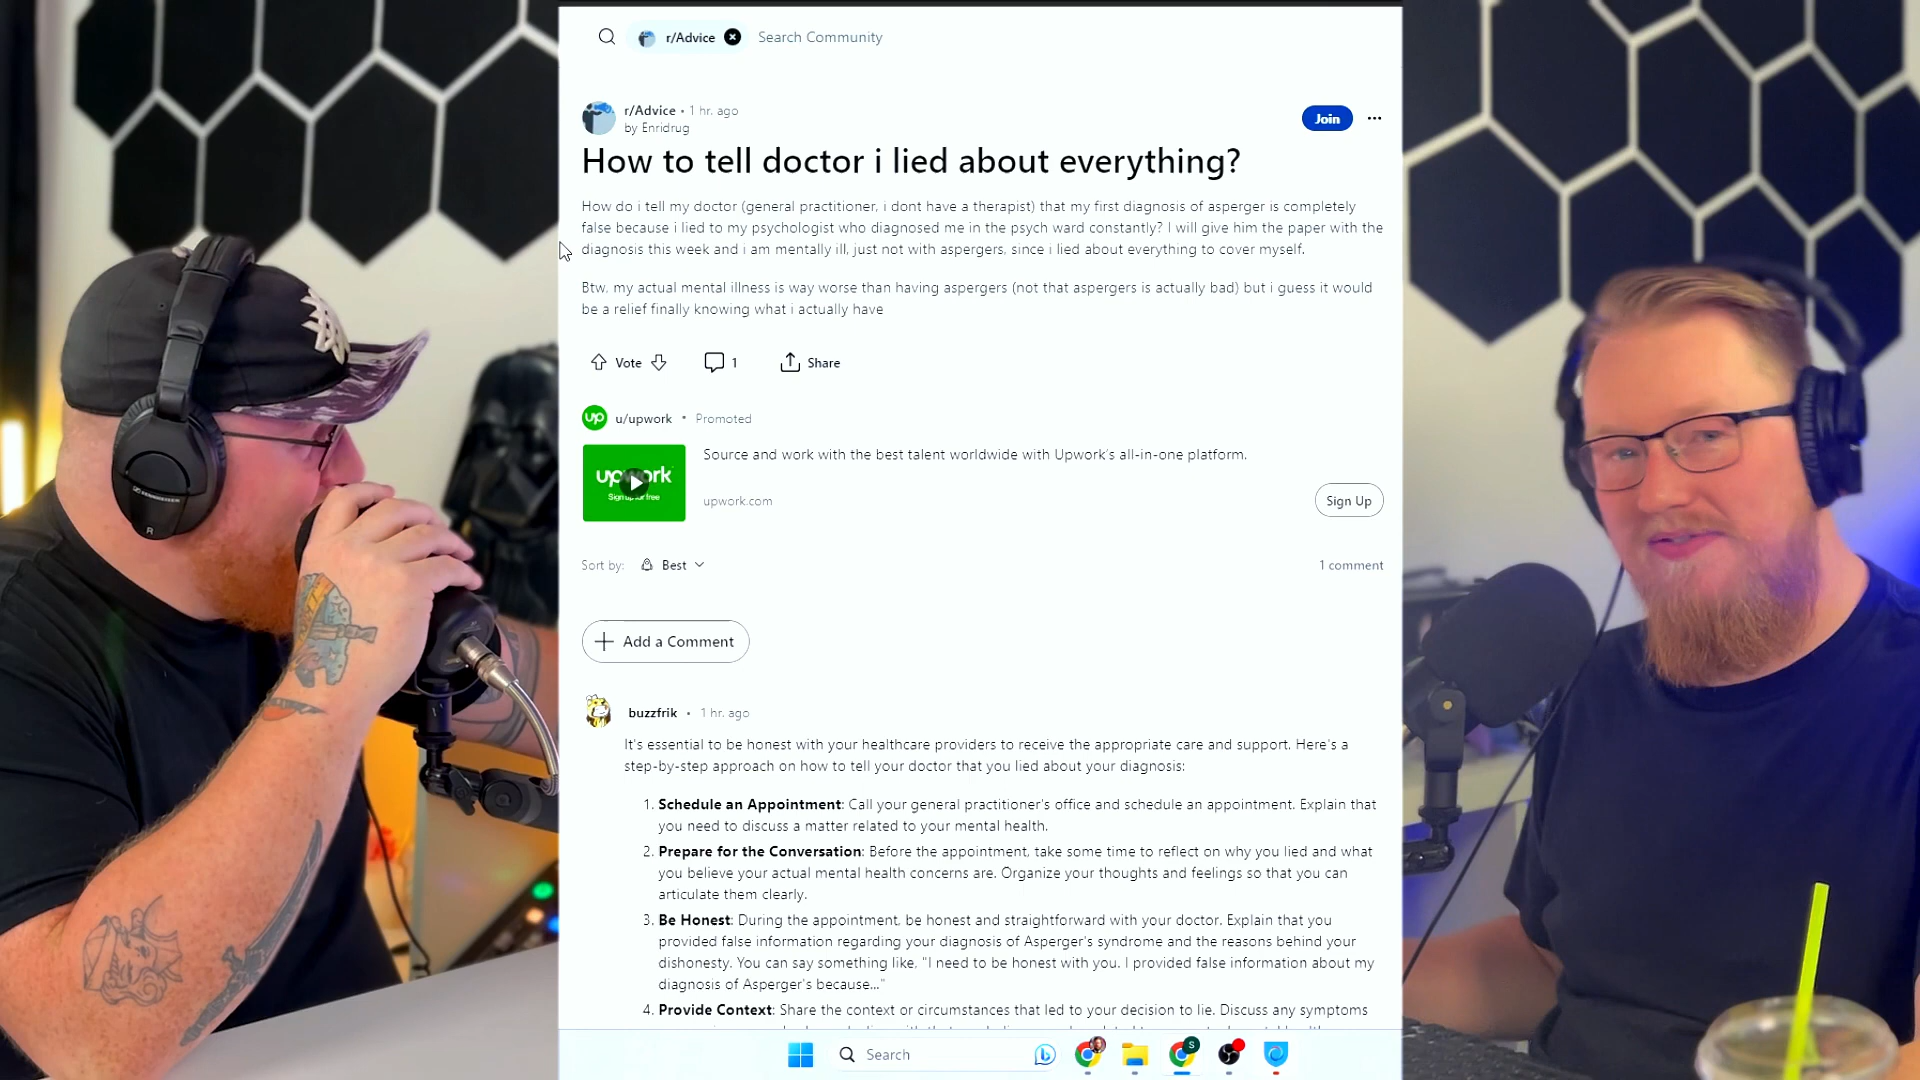 r/Advice
Search Community
r/Advice • 1 hr. ago
by Enridrug
Join
How to tell doctor i lied about everything?
How do i tell my doctor (general practitioner, i dont have a therapist) that my first diagnosis of asperger is completely
false because i lied to my psychologist who diagnosed me in the psych ward constantly? I will give him the paper with the
diagnosis this week and i am mentally ill, just not with aspergers, since i lied about everything to cover myself.
Btw, my actual mental illness is way worse than having aspergers (not that aspergers is actually bad) but i guess it would
be a relief finally knowing what i actually have
Vote
1
Share
up
u/upwork • Promoted
Source and work with the best talent worldwide with Upwork's all-in-one platform.
upwork
Sign up for free
upwork.com
Sign Up
Sort by: Best
1 comment
Add a Comment
buzzfrik • 1 hr. ago
It's essential to be honest with your healthcare providers to receive the appropriate care and support. Here's a
step-by-step approach on how to tell your doctor that you lied about your diagnosis:
1. Schedule an Appointment: Call your general practitioner's office and schedule an appointment. Explain that
you need to discuss a matter related to your mental health.
2. Prepare for the Conversation: Before the appointment, take some time to reflect on why you lied and what
you believe your actual mental health concerns are. Organize your thoughts and feelings so that you can
articulate them clearly.
3. Be Honest: During the appointment, be honest and straightforward with your doctor. Explain that you
provided false information regarding your diagnosis of Asperger's syndrome and the reasons behind your
dishonesty. You can say something like, "I need to be honest with you. I provided false information about my
diagnosis of Asperger's because..."
4. Provide Context: Share the context or circumstances that led to your decision to lie. Discuss any symptoms
Search
S
R